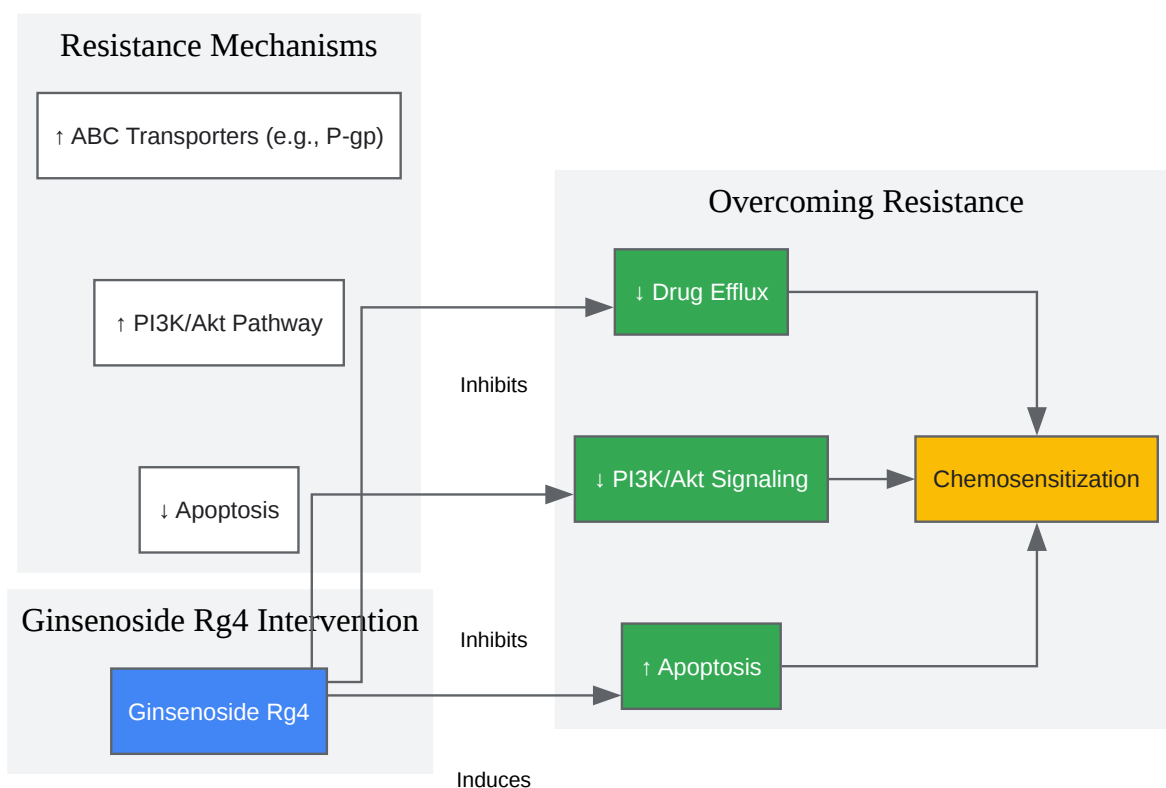 Resistance Mechanisms
↑ ABC Transporters (e.g., P-gp)
↑ PI3K/Akt Pathway
↓ Apoptosis
Ginsenoside Rg4 Intervention
Ginsenoside Rg4
Inhibits
Inhibits
Induces
Overcoming Resistance
↓ Drug Efflux
↓ PI3K/Akt Signaling
↑ Apoptosis
Chemosensitization